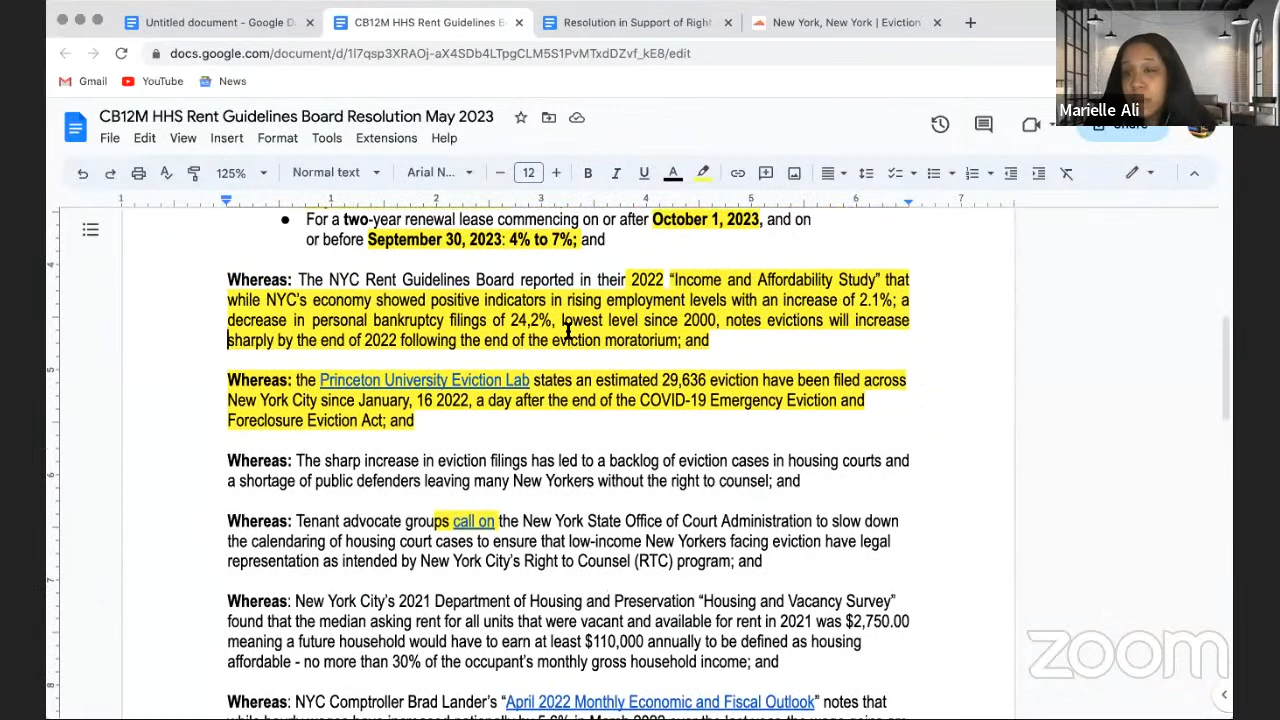 Untitled document - Google D
CB12M HHS Rent Guidelines B
Resolution in Support of Right
New York, New York | Eviction
docs.google.com/document/d/1I7qsp3XRAOj-aX4SDb4LTpgCLM5S1PvMTxdDZvf_kE8/edit
Gmail YouTube News
Marielle Ali
CB12M HHS Rent Guidelines Board Resolution May 2023
File Edit View Insert Format Tools Extensions Help
Share
125% Normal text Arial N... 12
1 1 2 3 4 5 6 7
● For a two-year renewal lease commencing on or after October 1, 2023, and on
or before September 30, 2023: 4% to 7%; and
Whereas: The NYC Rent Guidelines Board reported in their 2022 “Income and Affordability Study” that
while NYC’s economy showed positive indicators in rising employment levels with an increase of 2.1%; a
decrease in personal bankruptcy filings of 24,2%, lowest level since 2000, notes evictions will increase
sharply by the end of 2022 following the end of the eviction moratorium; and
Whereas: the Princeton University Eviction Lab states an estimated 29,636 eviction have been filed across
New York City since January, 16 2022, a day after the end of the COVID-19 Emergency Eviction and
Foreclosure Eviction Act; and
Whereas: The sharp increase in eviction filings has led to a backlog of eviction cases in housing courts and
a shortage of public defenders leaving many New Yorkers without the right to counsel; and
Whereas: Tenant advocate groups call on the New York State Office of Court Administration to slow down
the calendaring of housing court cases to ensure that low-income New Yorkers facing eviction have legal
representation as intended by New York City’s Right to Counsel (RTC) program; and
Whereas: New York City’s 2021 Department of Housing and Preservation “Housing and Vacancy Survey”
found that the median asking rent for all units that were vacant and available for rent in 2021 was $2,750.00
meaning a future household would have to earn at least $110,000 annually to be defined as housing
affordable - no more than 30% of the occupant’s monthly gross household income; and
Whereas: NYC Comptroller Brad Lander’s “April 2022 Monthly Economic and Fiscal Outlook” notes that
zoom